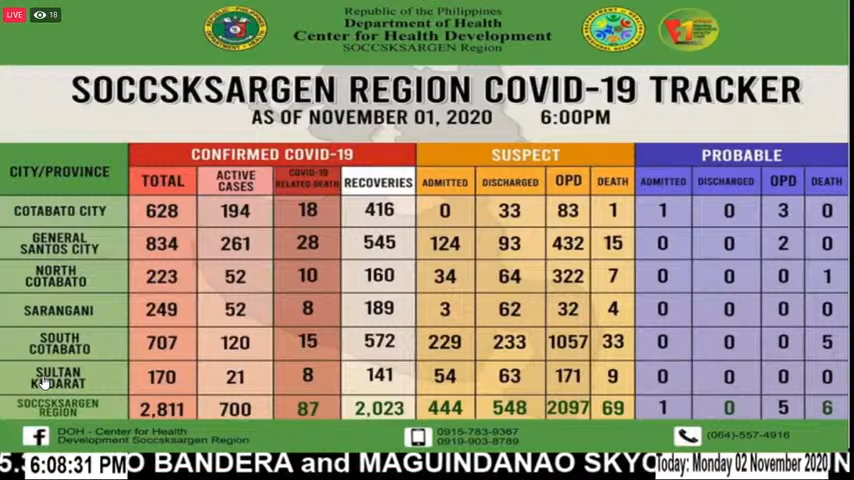 LIVE 18
Republic of the Philippines
Department of Health
Center for Health Development
SOCCSKSARGEN Region
SOCCSKSARGEN REGION COVID-19 TRACKER
AS OF NOVEMBER 01, 2020 6:00PM
CITY/PROVINCE CONFIRMED COVID-19 SUSPECT PROBABLE
TOTAL ACTIVE CASES COVID-19 RELATED DEATH RECOVERIES ADMITTED DISCHARGED OPD DEATH ADMITTED DISCHARGED OPD DEATH
COTABATO CITY 628 194 18 416 0 33 83 1 1 0 3 0
GENERAL SANTOS CITY 834 261 28 545 124 93 432 15 0 0 2 0
NORTH COTABATO 223 52 10 160 34 64 322 7 0 0 0 1
SARANGANI 249 52 8 189 3 62 32 4 0 0 0 0
SOUTH COTABATO 707 120 15 572 229 233 1057 33 0 0 0 5
SULTAN KUDARAT 170 21 8 141 54 63 171 9 0 0 0 0
SOCCSKSARGEN REGION 2,811 700 87 2,023 444 548 2097 69 1 0 5 6
DOH - Center for Health
Development Soccsksargen Region
0915-783-9367
0919-903-8789
(064)-557-4916
5. 6:08:31 PM O BANDERA and MAGUINDANAO SKYC Today: Monday 02 November 2020 N